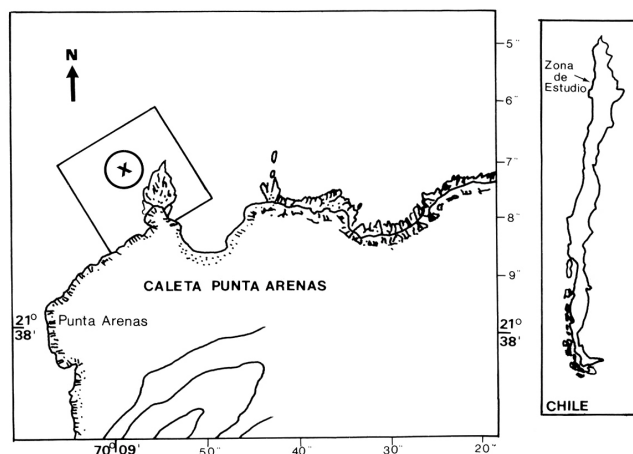 N
5''
6''
7''
8''
9''
CALETA PUNTA ARENAS
Punta Arenas
21°
38'
21°
38'
70°09'
50''
40''
30''
20''
Zona
de
Estudio
CHILE